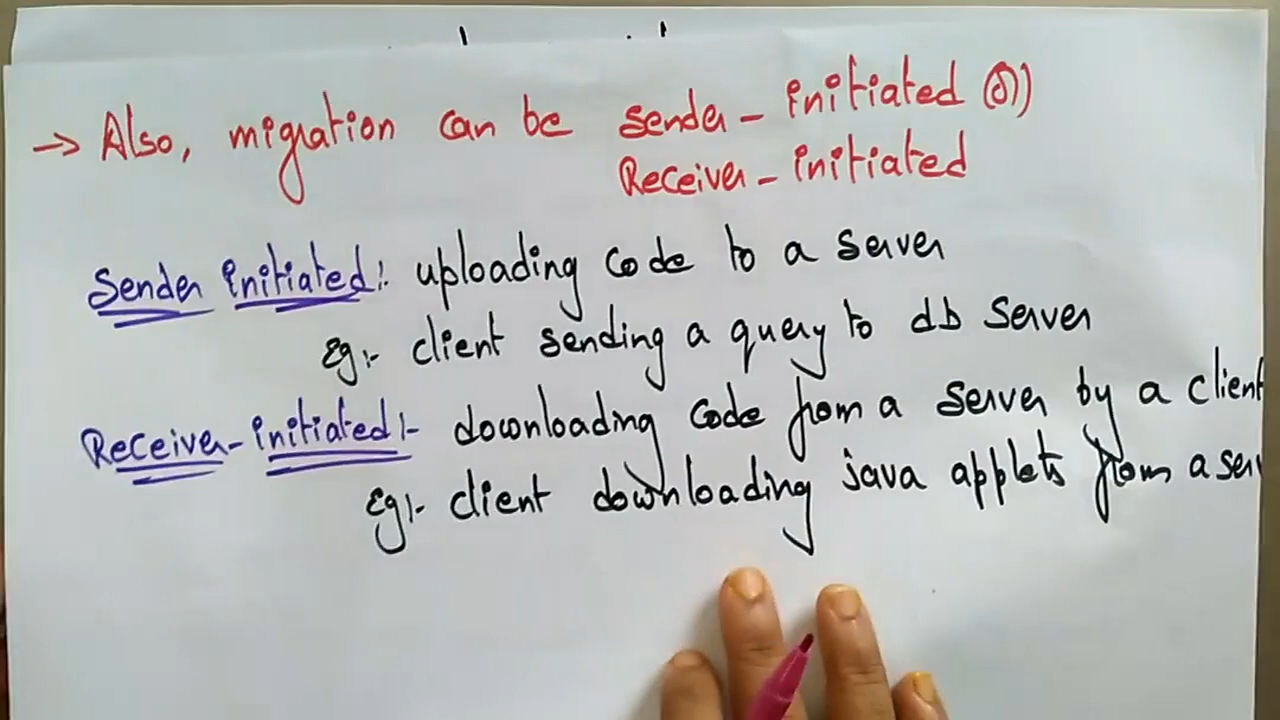 → Also, migration can be sender - initiated (or)
Receiver - initiated
Sender initiated :- uploading code to a server
Eg :- client sending a query to db server
Receiver - initiated :- downloading code from a server by a client
Eg :- client downloading java applets from a ser